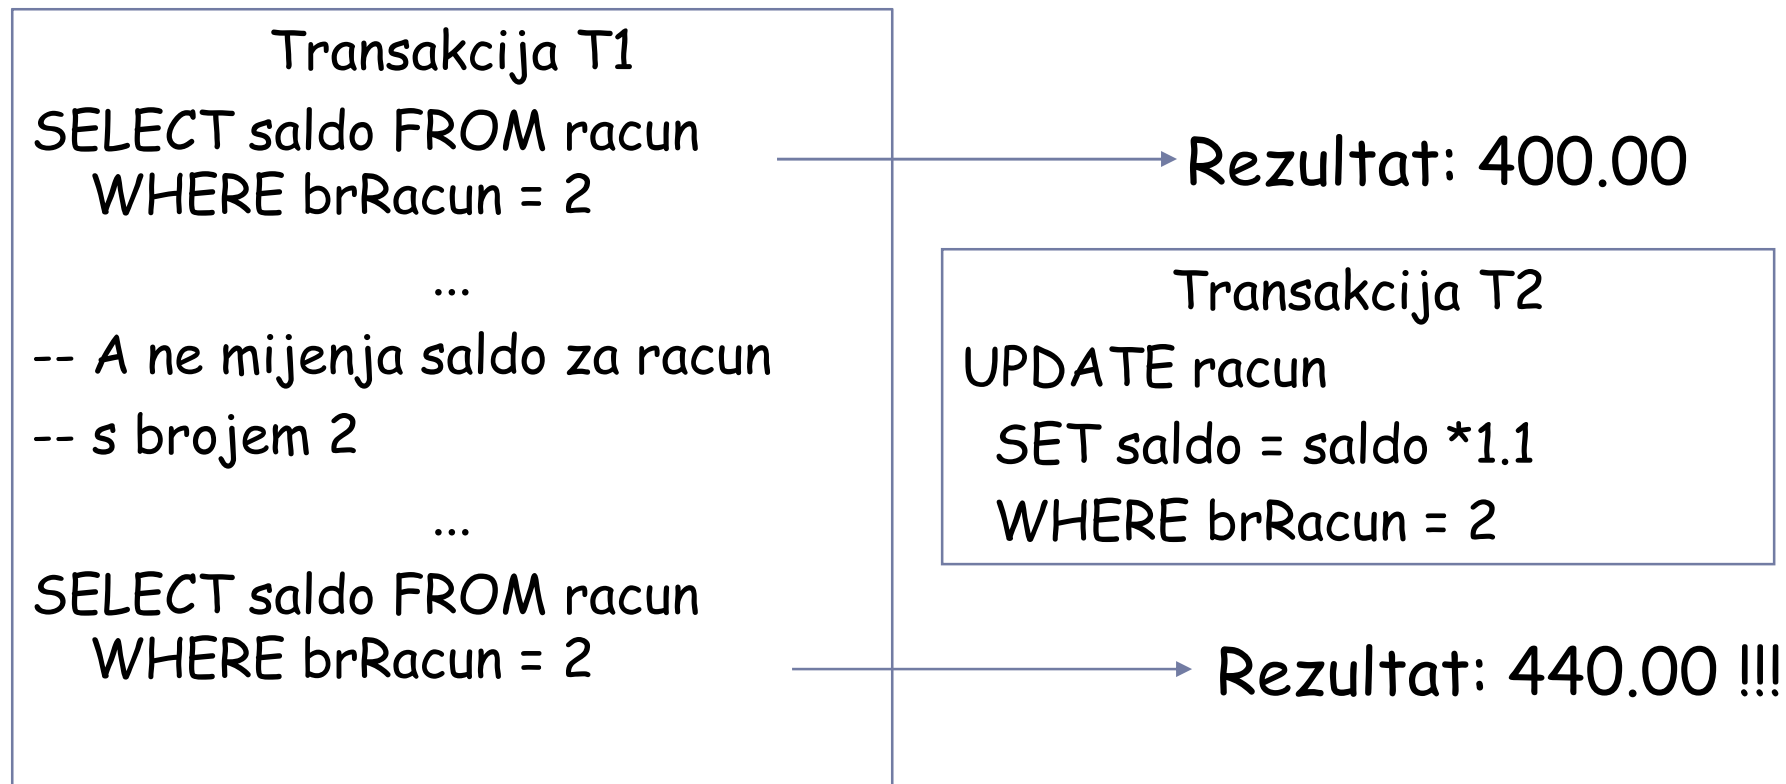 Transakcija T1
SELECT saldo FROM racun
WHERE brRacun = 2
...
-- A ne mijenja saldo za racun
-- s brojem 2
...
SELECT saldo FROM racun
WHERE brRacun = 2
Rezultat: 400.00
Transakcija T2
UPDATE racun
SET saldo = saldo *1.1
WHERE brRacun = 2
Rezultat: 440.00 !!!